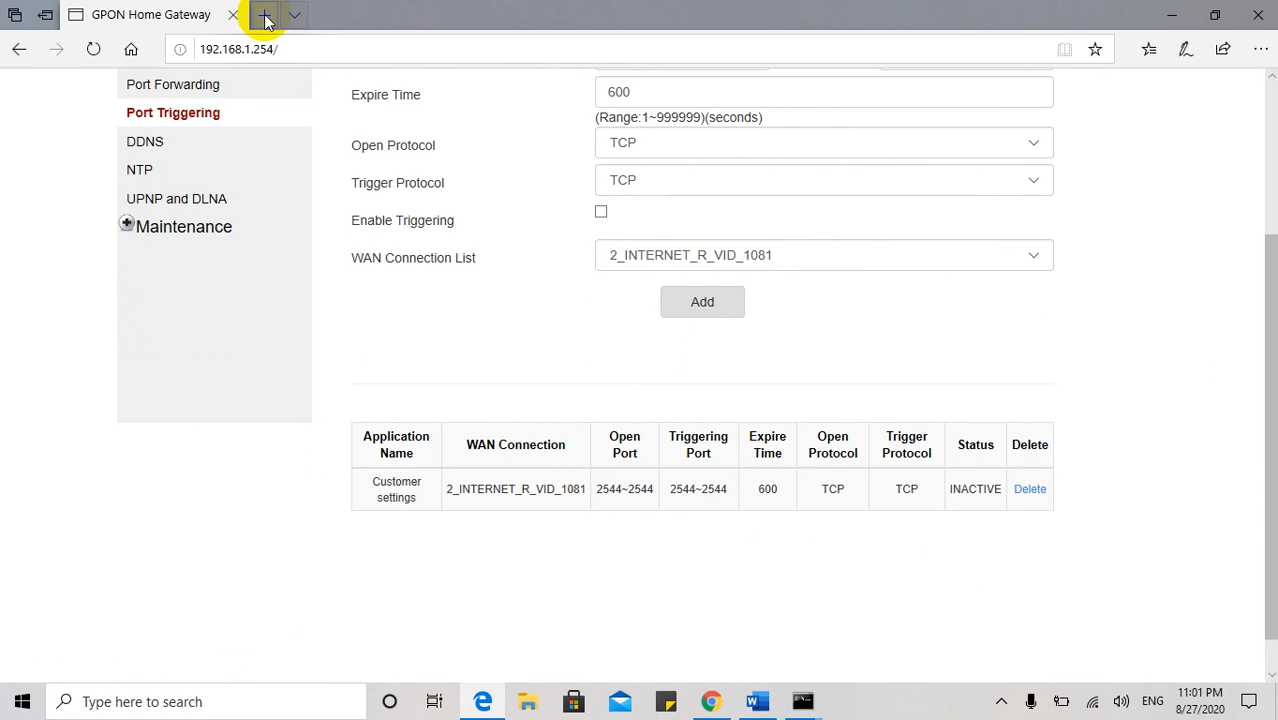 GPON Home Gateway
192.168.1.254/
Port Forwarding
Port Triggering
DDNS
NTP
UPNP and DLNA
Maintenance
Expire Time
600
(Range:1~999999)(seconds)
Open Protocol
TCP
Trigger Protocol
TCP
Enable Triggering
WAN Connection List
2_INTERNET_R_VID_1081
Add
Application Name WAN Connection Open Port Triggering Port Expire Time Open Protocol Trigger Protocol Status Delete
Customer settings 2_INTERNET_R_VID_1081 2544~2544 2544~2544 600 TCP TCP INACTIVE Delete
Type here to search
ENG
11:01 PM
8/27/2020